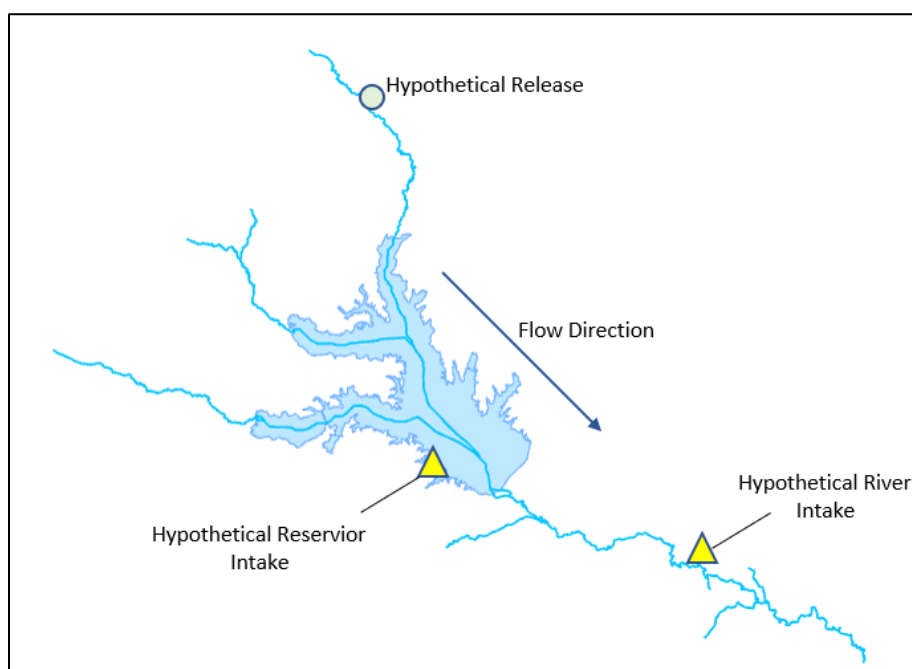 Hypothetical Release
Flow Direction
Hypothetical River
Intake
Hypothetical Reservior
Intake